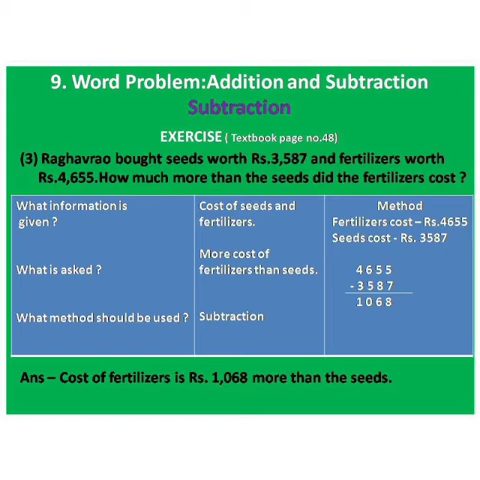 9. Word Problem:Addition and Subtraction
Subtraction
EXERCISE ( Textbook page no.48)
(3) Raghavrao bought seeds worth Rs.3,587 and fertilizers worth
Rs.4,655.How much more than the seeds did the fertilizers cost ?
What information is
given ?
What is asked ?
What method should be used ?
Cost of seeds and
fertilizers.
More cost of
fertilizers than seeds.
Subtraction
Method
Fertilizers cost – Rs.4655
Seeds cost - Rs. 3587
4 6 5 5
- 3 5 8 7
1 0 6 8
Ans – Cost of fertilizers is Rs. 1,068 more than the seeds.